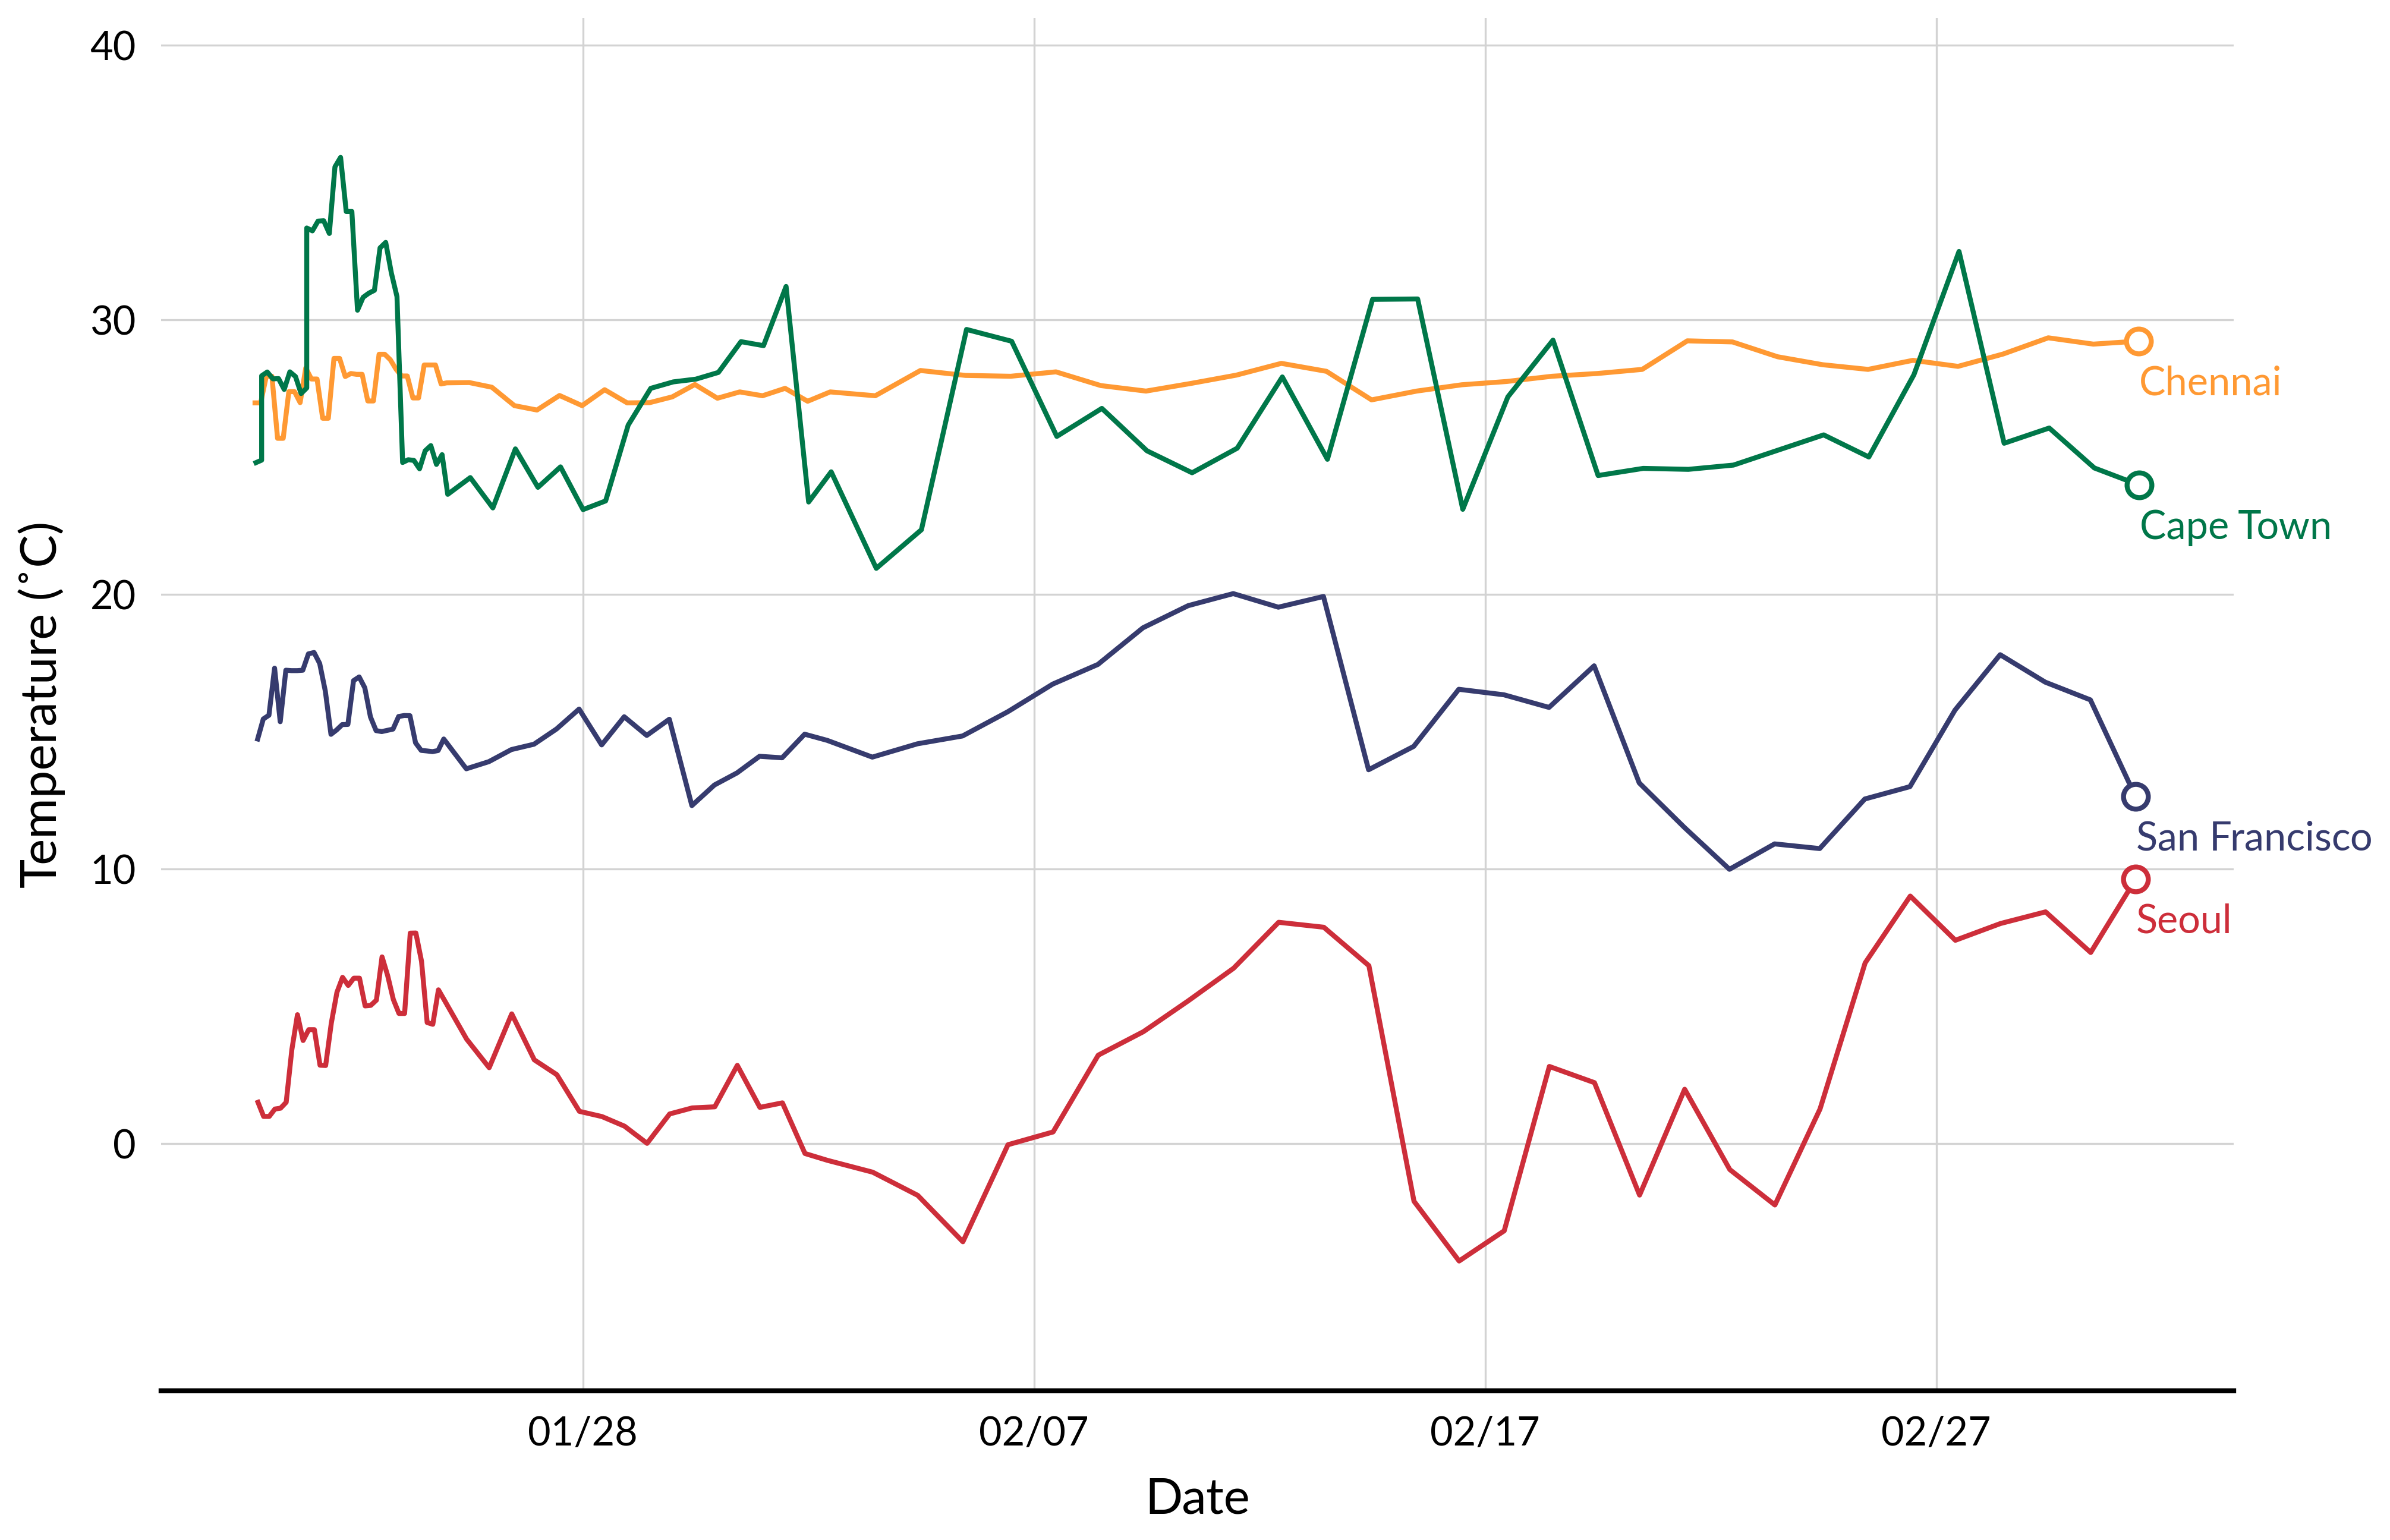 40
30
20
10
0
Temperature (˚C)
Chennai
Cape Town
San Francisco
Seoul
01/28 02/07 02/17 02/27
Date